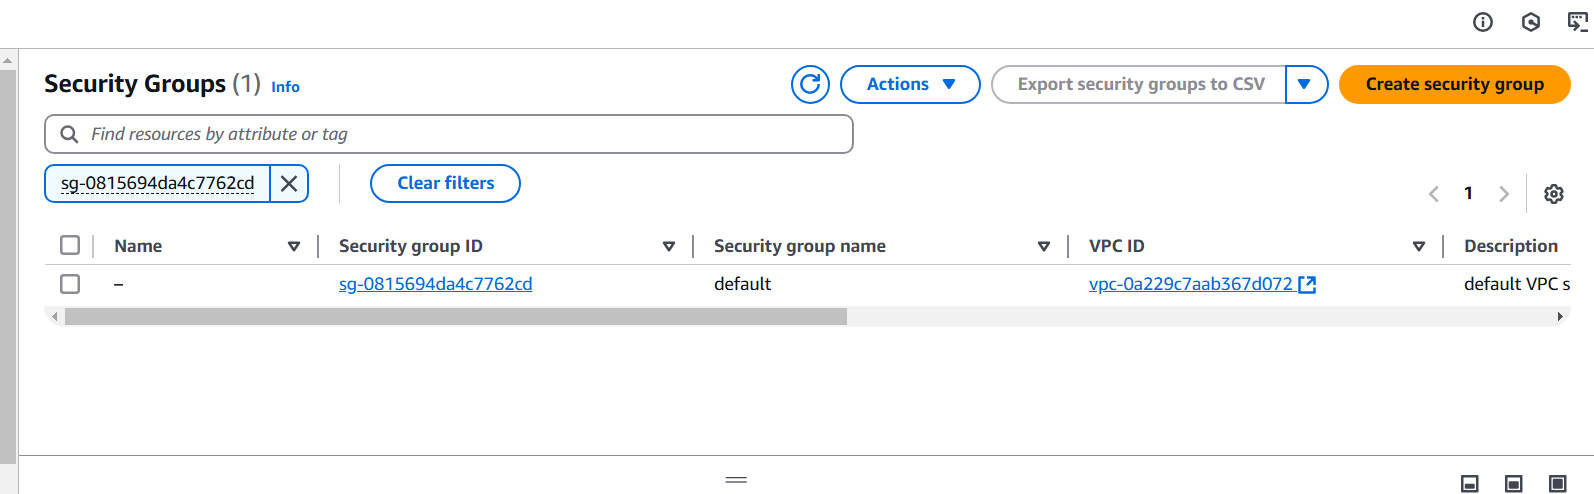 Security Groups (1) Info
Actions
Export security groups to CSV
Create security group
Find resources by attribute or tag
sg-0815694da4c7762cd
Clear filters
1
Name Security group ID Security group name VPC ID Description
– sg-0815694da4c7762cd default vpc-0a229c7aab367d072 default VPC s